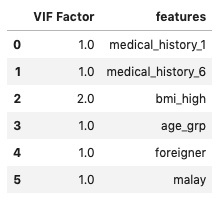 VIF Factor features
0 1.0 medical_history_1
1 1.0 medical_history_6
2 2.0 bmi_high
3 1.0 age_grp
4 1.0 foreigner
5 1.0 malay